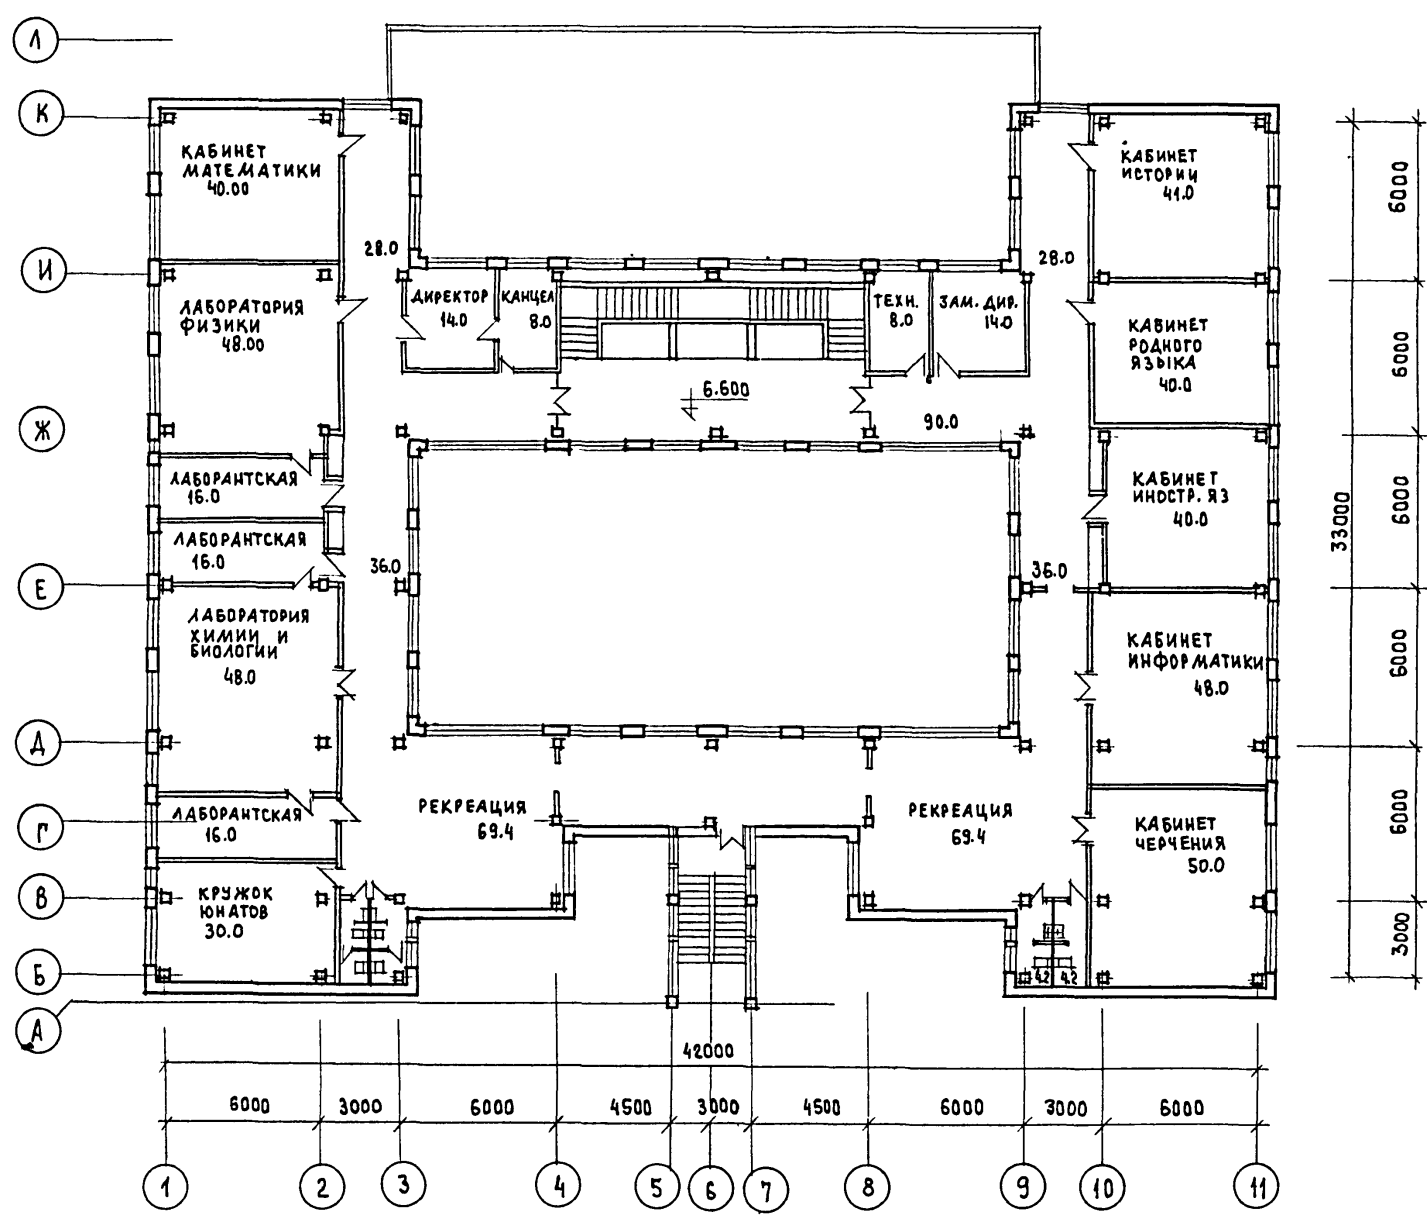 Л
К
КАБИНЕТ
МАТЕМАТИКИ
40.00
КАБИНЕТ
ИСТОРИИ
41.0
6000
28.0
28.0
И
ДИРЕКТОР
14.0
КАНЦЕЛ
8.0
ТЕХН.
8.0
ЗАМ. ДИР.
14.0
ЛАБОРАТОРИЯ
ФИЗИКИ
48.00
КАБИНЕТ
РОДНОГО
ЯЗЫКА
40.0
6000
6.600
90.0
Ж
ЛАБОРАНТСКАЯ
16.0
КАБИНЕТ
ИНОСТР. ЯЗ
40.0
6000
33000
ЛАБОРАНТСКАЯ
16.0
36.0
36.0
Е
ЛАБОРАТОРИЯ
ХИМИИ И
БИОЛОГИИ
48.0
КАБИНЕТ
ИНФОРМАТИКИ
48.0
6000
Д
РЕКРЕАЦИЯ
69.4
РЕКРЕАЦИЯ
69.4
ЛАБОРАНТСКАЯ
16.0
Г
КАБИНЕТ
ЧЕРЧЕНИЯ
50.0
6000
В
КРУЖОК
ЮНАТОВ
30.0
3000
Б
4.2
4.2
А
42000
6000
3000
6000
4500
3000
4500
6000
3000
6000
1
2
3
4
5
6
7
8
9
10
11